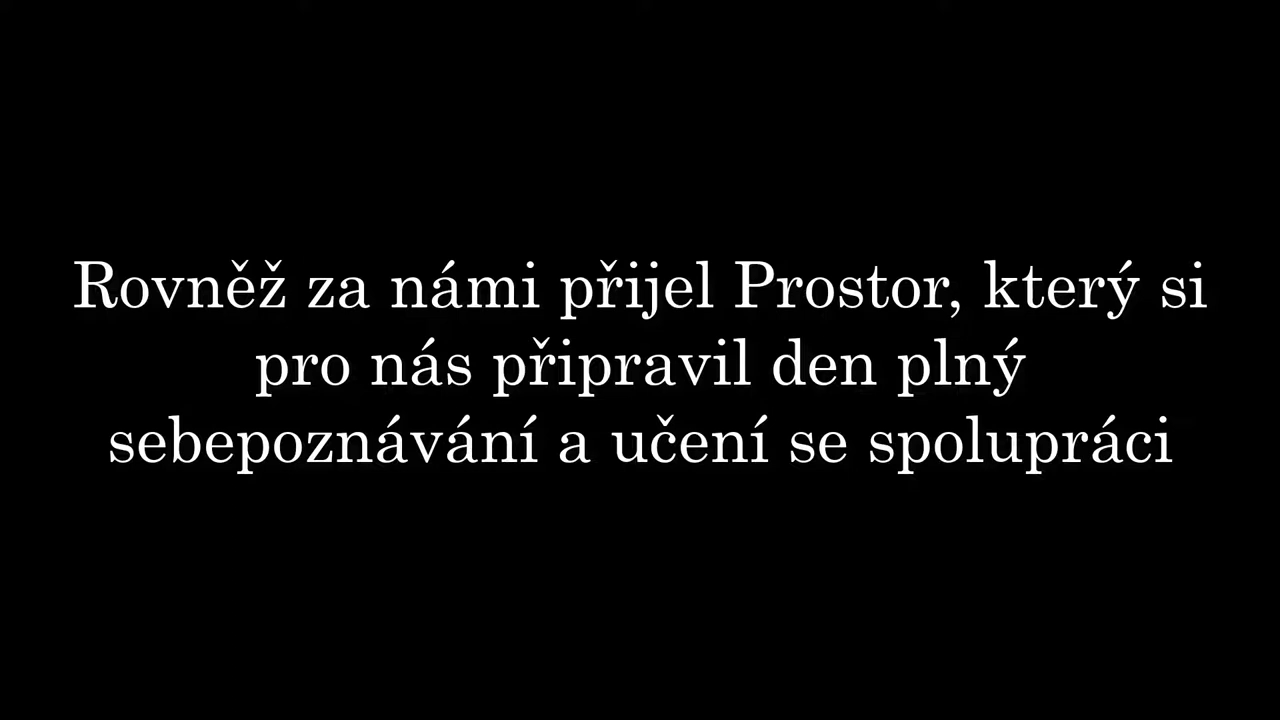 Rovněž za námi přijel Prostor, který si
pro nás připravil den plný
sebepoznávání a učení se spolupráci